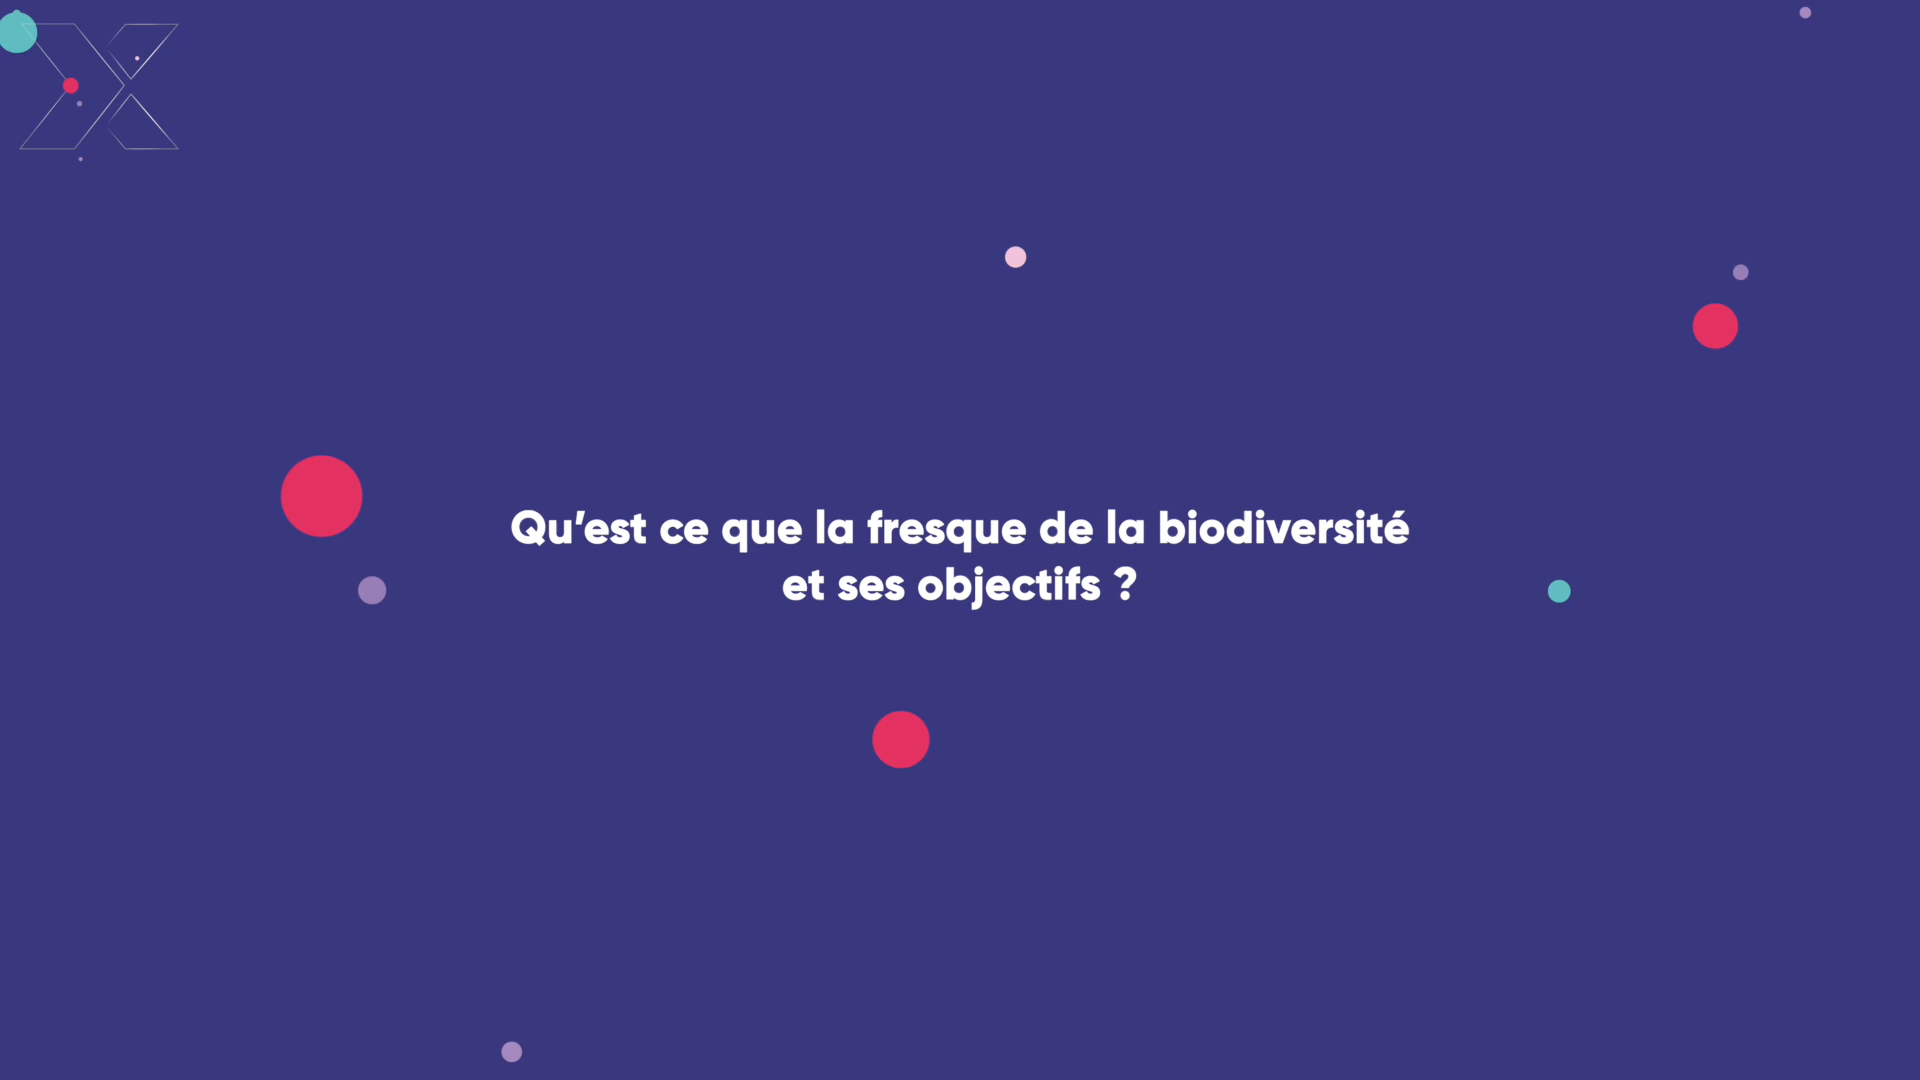 Qu’est ce que la fresque de la biodiversité
et ses objectifs ?